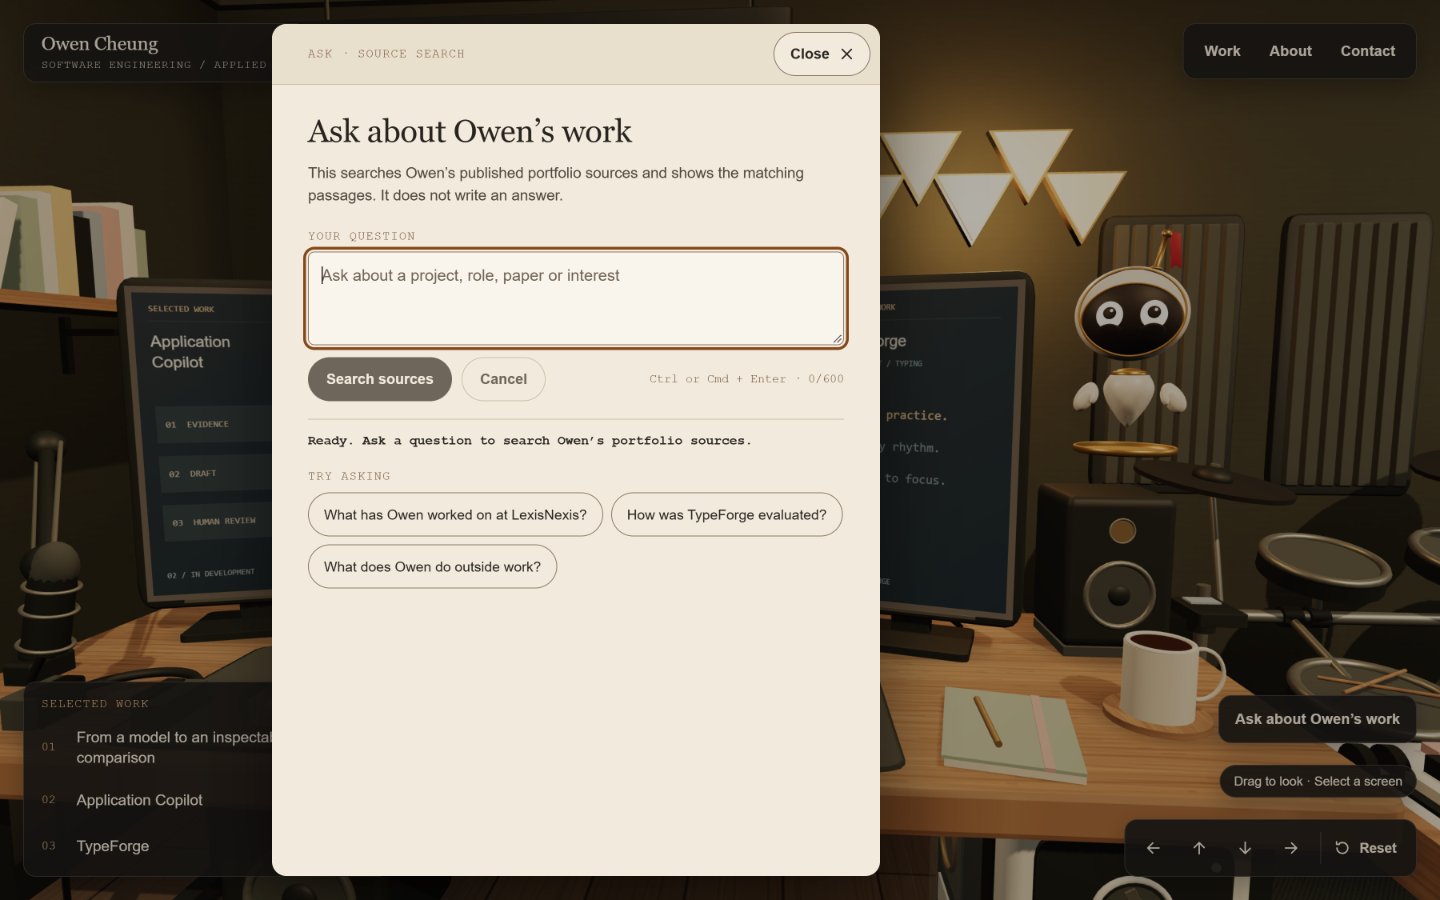 Owen Cheung
SOFTWARE ENGINEERING / APPLIED
Work
About
Contact
ASK · SOURCE SEARCH
Close
Ask about Owen’s work
This searches Owen’s published portfolio sources and shows the matching
passages. It does not write an answer.
YOUR QUESTION
Ask about a project, role, paper or interest
Search sources
Cancel
Ctrl or Cmd + Enter · 0/600
Ready. Ask a question to search Owen’s portfolio sources.
TRY ASKING
What has Owen worked on at LexisNexis?
How was TypeForge evaluated?
What does Owen do outside work?
SELECTED WORK
Application
Copilot
01 EVIDENCE
02 DRAFT
03 HUMAN REVIEW
02 / IN DEVELOPMENT
/ TYPING
practice.
rhythm.
to focus.
SELECTED WORK
01 From a model to an inspectab
comparison
02 Application Copilot
03 TypeForge
Ask about Owen’s work
Drag to look · Select a screen
Reset